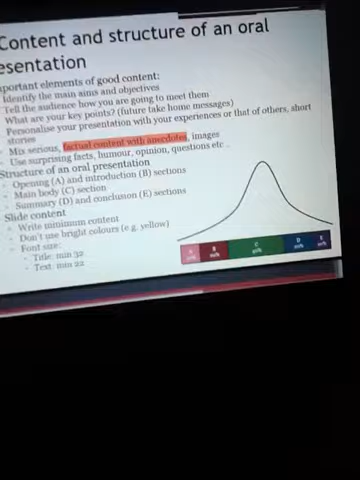 Content and structure of an oral
esentation
portant elements of good content:
Identify the main aims and objectives
Tell the audience how you are going to meet them
What are your key points? (future take home messages)
Personalise your presentation with your experiences or that of others, short
stories
Mix serious, factual content with anecdotes, images
Use surprising facts, humour, opinion, questions etc ..
Structure of an oral presentation
Opening (A) and introduction (B) sections
Main body (C) section
Summary (D) and conclusion (E) sections
Slide content
Write minimum content
Don't use bright colours (e.g. yellow)
Font size:
Title: min 32
Text: min 22
A
B
C
D
E